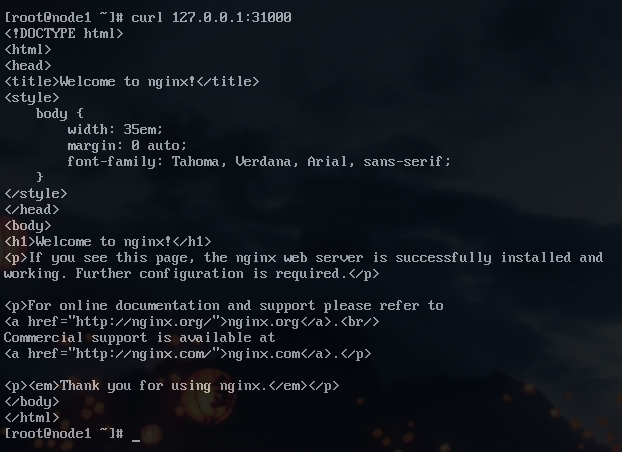 [root@node1 ~]# curl 127.0.0.1:31000
<!DOCTYPE html>
<html>
<head>
<title>Welcome to nginx!</title>
<style>
    body {
        width: 35em;
        margin: 0 auto;
        font-family: Tahoma, Verdana, Arial, sans-serif;
    }
</style>
</head>
<body>
<h1>Welcome to nginx!</h1>
<p>If you see this page, the nginx web server is successfully installed and
working. Further configuration is required.</p>

<p>For online documentation and support please refer to
<a href="http://nginx.org/">nginx.org</a>.<br/>
Commercial support is available at
<a href="http://nginx.com/">nginx.com</a>.</p>

<p><em>Thank you for using nginx.</em></p>
</body>
</html>
[root@node1 ~]# _